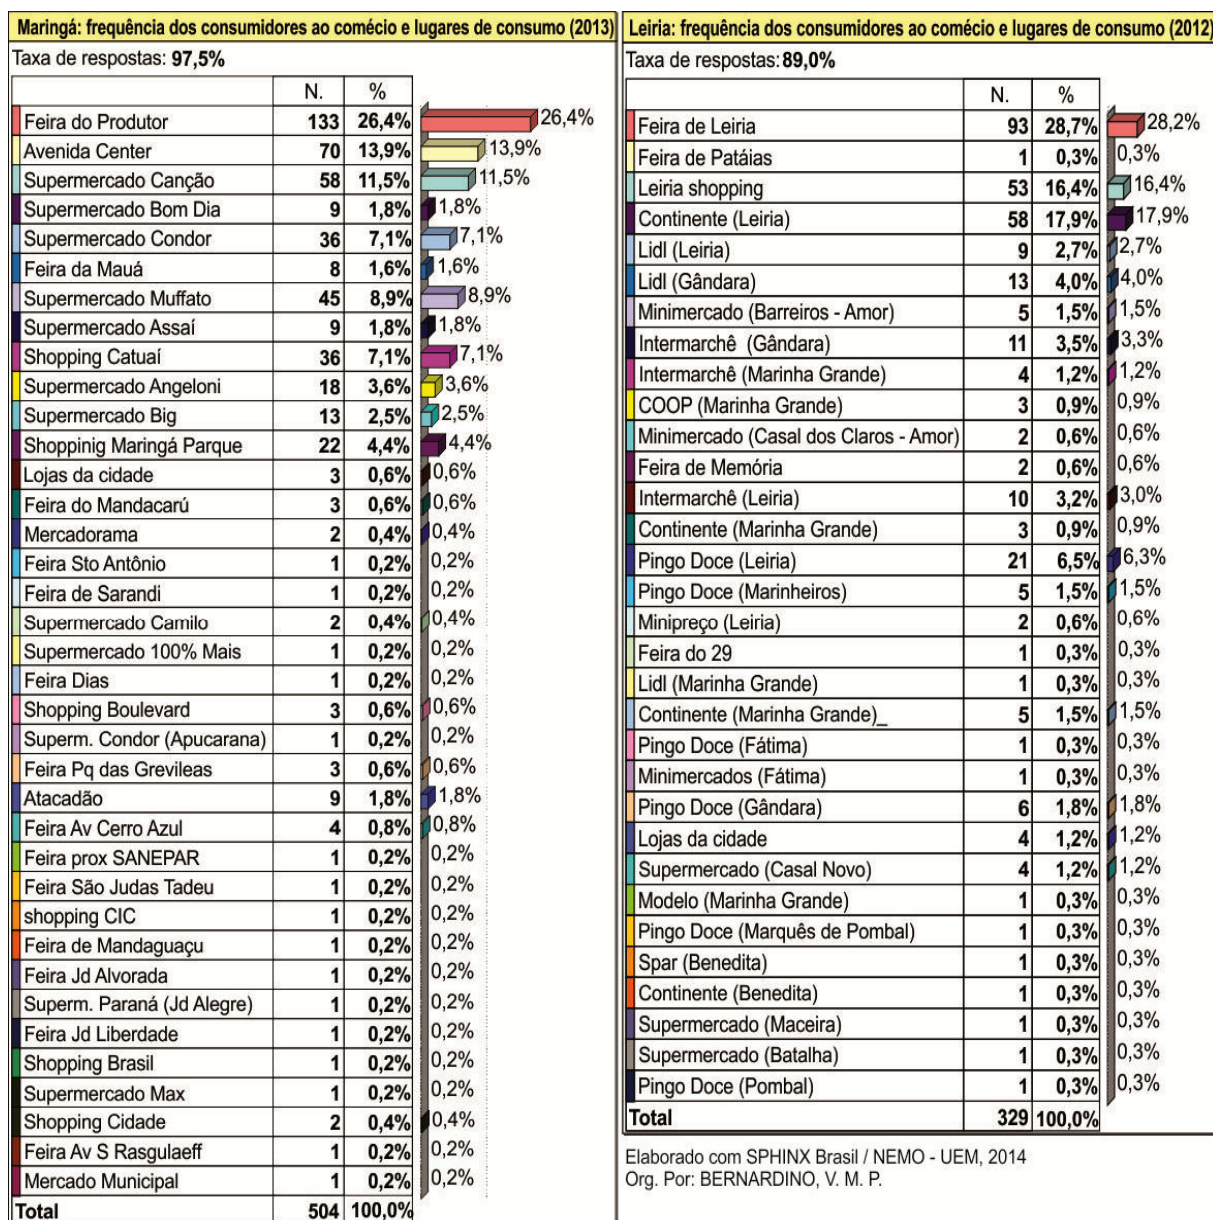 Maringá: frequência dos consumidores ao comécio e lugares de consumo (2013)
Taxa de respostas: 97,5%
N. %
Feira do Produtor 133 26,4% 26,4%
Avenida Center 70 13,9% 13,9%
Supermercado Canção 58 11,5% 11,5%
Supermercado Bom Dia 9 1,8% 1,8%
Supermercado Condor 36 7,1% 7,1%
Feira da Mauá 8 1,6% 1,6%
Supermercado Muffato 45 8,9% 8,9%
Supermercado Assaí 9 1,8% 1,8%
Shopping Catuaí 36 7,1% 7,1%
Supermercado Angeloni 18 3,6% 3,6%
Supermercado Big 13 2,5% 2,5%
Shoppinig Maringá Parque 22 4,4% 4,4%
Lojas da cidade 3 0,6% 0,6%
Feira do Mandacarú 3 0,6% 0,6%
Mercadorama 2 0,4% 0,4%
Feira Sto Antônio 1 0,2% 0,2%
Feira de Sarandi 1 0,2% 0,2%
Supermercado Camilo 2 0,4% 0,4%
Supermercado 100% Mais 1 0,2% 0,2%
Feira Dias 1 0,2% 0,2%
Shopping Boulevard 3 0,6% 0,6%
Superm. Condor (Apucarana) 1 0,2% 0,2%
Feira Pq das Grevileas 3 0,6% 0,6%
Atacadão 9 1,8% 1,8%
Feira Av Cerro Azul 4 0,8% 0,8%
Feira prox SANEPAR 1 0,2% 0,2%
Feira São Judas Tadeu 1 0,2% 0,2%
shopping CIC 1 0,2% 0,2%
Feira de Mandaguaçu 1 0,2% 0,2%
Feira Jd Alvorada 1 0,2% 0,2%
Superm. Paraná (Jd Alegre) 1 0,2% 0,2%
Feira Jd Liberdade 1 0,2% 0,2%
Shopping Brasil 1 0,2% 0,2%
Supermercado Max 1 0,2% 0,2%
Shopping Cidade 2 0,4% 0,4%
Feira Av S Rasgulaeff 1 0,2% 0,2%
Mercado Municipal 1 0,2% 0,2%
Total 504 100,0%
Leiria: frequência dos consumidores ao comécio e lugares de consumo (2012)
Taxa de respostas: 89,0%
N. %
Feira de Leiria 93 28,7% 28,2%
Feira de Patáias 1 0,3% 0,3%
Leiria shopping 53 16,4% 16,4%
Continente (Leiria) 58 17,9% 17,9%
Lidl (Leiria) 9 2,7% 2,7%
Lidl (Gândara) 13 4,0% 4,0%
Minimercado (Barreiros - Amor) 5 1,5% 1,5%
Intermarchê (Gândara) 11 3,5% 3,3%
Intermarchê (Marinha Grande) 4 1,2% 1,2%
COOP (Marinha Grande) 3 0,9% 0,9%
Minimercado (Casal dos Claros - Amor) 2 0,6% 0,6%
Feira de Memória 2 0,6% 0,6%
Intermarchê (Leiria) 10 3,2% 3,0%
Continente (Marinha Grande) 3 0,9% 0,9%
Pingo Doce (Leiria) 21 6,5% 6,3%
Pingo Doce (Marinheiros) 5 1,5% 1,5%
Minipreço (Leiria) 2 0,6% 0,6%
Feira do 29 1 0,3% 0,3%
Lidl (Marinha Grande) 1 0,3% 0,3%
Continente (Marinha Grande)_ 5 1,5% 1,5%
Pingo Doce (Fátima) 1 0,3% 0,3%
Minimercados (Fátima) 1 0,3% 0,3%
Pingo Doce (Gândara) 6 1,8% 1,8%
Lojas da cidade 4 1,2% 1,2%
Supermercado (Casal Novo) 4 1,2% 1,2%
Modelo (Marinha Grande) 1 0,3% 0,3%
Pingo Doce (Marquês de Pombal) 1 0,3% 0,3%
Spar (Benedita) 1 0,3% 0,3%
Continente (Benedita) 1 0,3% 0,3%
Supermercado (Maceira) 1 0,3% 0,3%
Supermercado (Batalha) 1 0,3% 0,3%
Pingo Doce (Pombal) 1 0,3% 0,3%
Total 329 100,0%
Elaborado com SPHINX Brasil / NEMO - UEM, 2014
Org. Por: BERNARDINO, V. M. P.